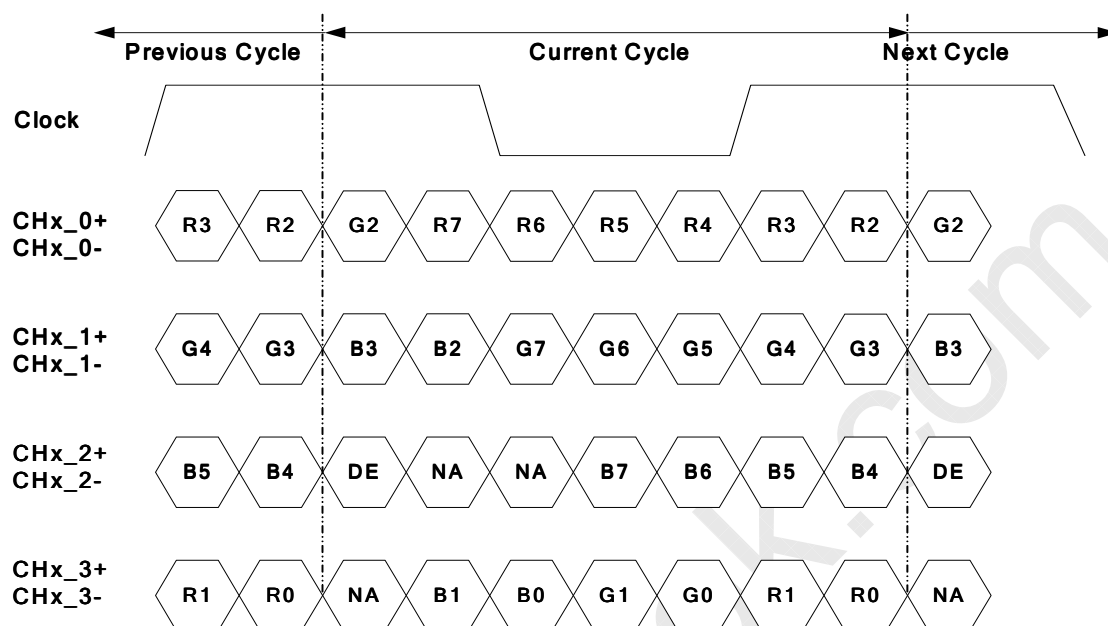 Previous Cycle Current Cycle Next Cycle
Clock
CHx_0+
CHx_0-
R3 R2 G2 R7 R6 R5 R4 R3 R2 G2
CHx_1+
CHx_1-
G4 G3 B3 B2 G7 G6 G5 G4 G3 B3
CHx_2+
CHx_2-
B5 B4 DE NA NA B7 B6 B5 B4 DE
CHx_3+
CHx_3-
R1 R0 NA B1 B0 G1 G0 R1 R0 NA
k.com